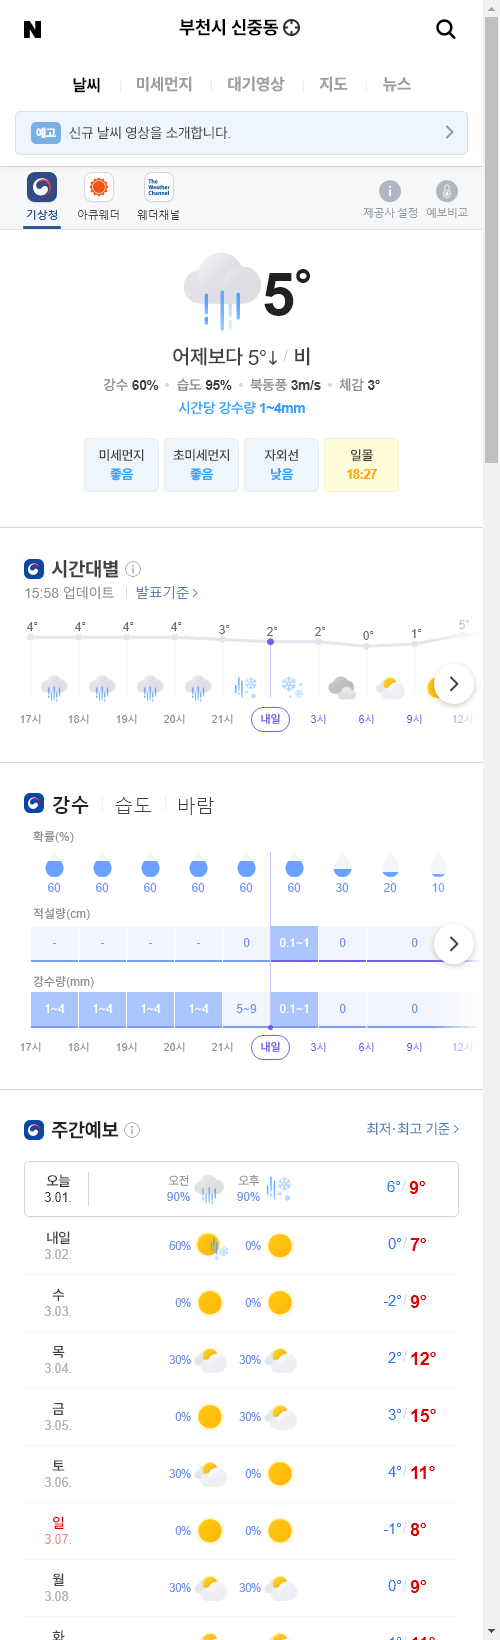 N
부천시 신중동
날씨 미세먼지 대기영상 지도 뉴스
예고 신규 날씨 영상을 소개합니다.
The Weather Channel
기상청 아큐웨더 웨더채널 제공사 설정 예보비교
5°
어제보다 5°↓ / 비
강수 60% • 습도 95% • 북동풍 3m/s • 체감 3°
시간당 강수량 1~4mm
미세먼지 초미세먼지 자외선 일몰
좋음 좋음 낮음 18:27
시간대별
15:58 업데이트 발표기준 >
4° 4° 4° 4° 3° 2° 2° 0° 1° 5°
17시 18시 19시 20시 21시 내일 3시 6시 9시 12시
강수 습도 바람
확률(%)
60 60 60 60 60 60 30 20 10
적설량(cm)
- - - - 0 0.1~1 0 0
강수량(mm)
1~4 1~4 1~4 1~4 5~9 0.1~1 0 0
17시 18시 19시 20시 21시 내일 3시 6시 9시 12시
주간예보 최저·최고 기준 >
오늘 3.01. 오전 90% 오후 90% 6° / 9°
내일 3.02. 60% 0% 0° / 7°
수 3.03. 0% 0% -2° / 9°
목 3.04. 30% 30% 2° / 12°
금 3.05. 0% 30% 3° / 15°
토 3.06. 30% 0% 4° / 11°
일 3.07. 0% 0% -1° / 8°
월 3.08. 30% 30% 0° / 9°
화